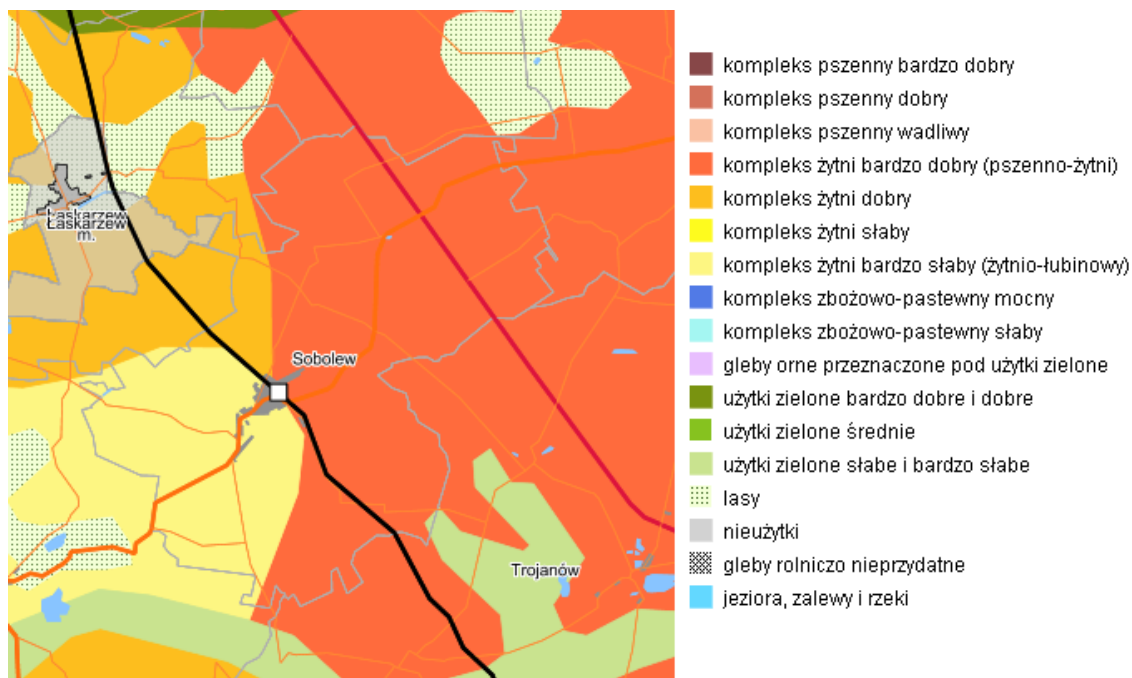 Łaskarzew
Łaskarzew
m.
Sobolew
Trojanów
kompleks pszenny bardzo dobry
kompleks pszenny dobry
kompleks pszenny wadliwy
kompleks żytni bardzo dobry (pszenno-żytni)
kompleks żytni dobry
kompleks żytni słaby
kompleks żytni bardzo słaby (żytnio-łubinowy)
kompleks zbożowo-pastewny mocny
kompleks zbożowo-pastewny słaby
gleby orne przeznaczone pod użytki zielone
użytki zielone bardzo dobre i dobre
użytki zielone średnie
użytki zielone słabe i bardzo słabe
lasy
nieużytki
gleby rolniczo nieprzydatne
jeziora, zalewy i rzeki